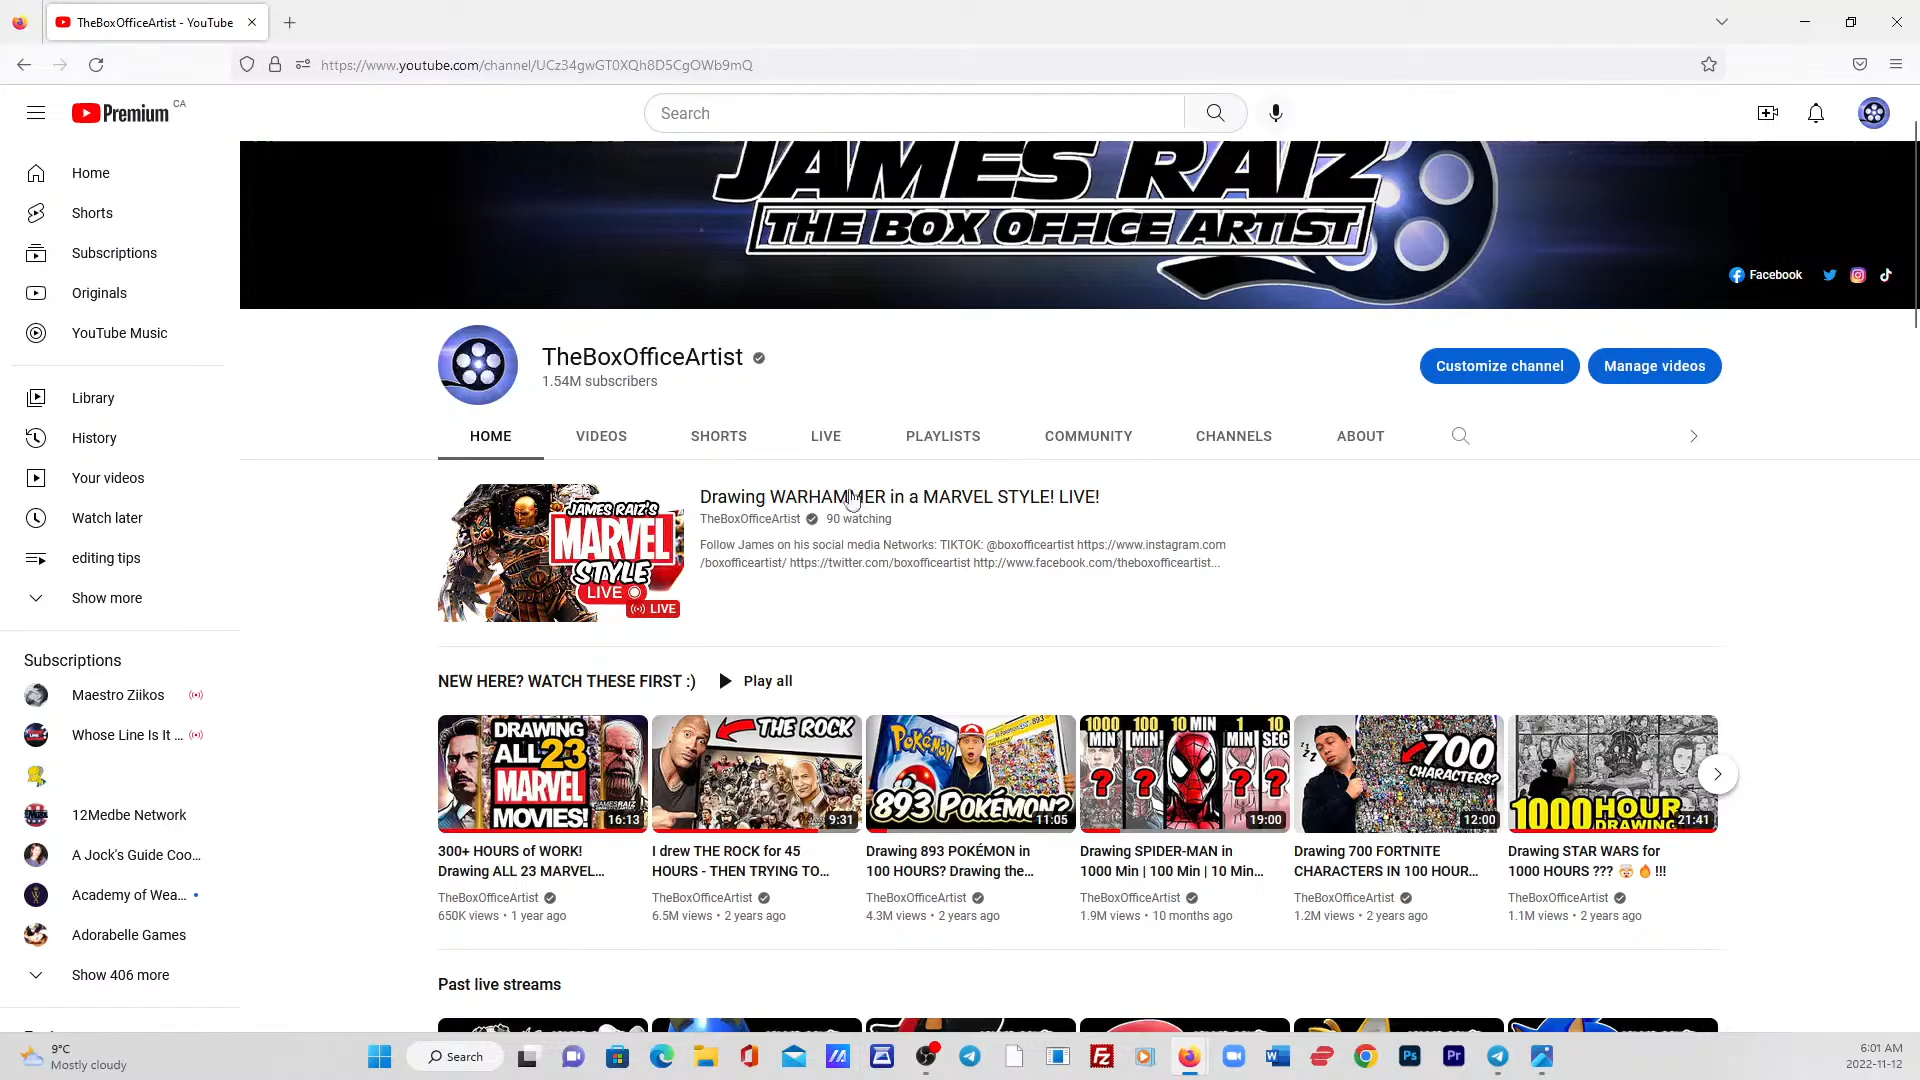 TheBoxOfficeArtist - YouTube
https://www.youtube.com/channel/UCz34gwGT0XQh8D5CgOWb9mQ
Premium CA
Search
JAMES RAIZ
THE BOX OFFICE ARTIST
Facebook
Home
Shorts
Subscriptions
Originals
YouTube Music
Library
History
Your videos
Watch later
editing tips
Show more
Subscriptions
Maestro Ziikos
Whose Line Is It ...
12Medbe Network
A Jock's Guide Coo...
Academy of Wea...
Adorabelle Games
Show 406 more
TheBoxOfficeArtist
1.54M subscribers
Customize channel
Manage videos
HOME VIDEOS SHORTS LIVE PLAYLISTS COMMUNITY CHANNELS ABOUT
JAMES RAIZ'S
MARVEL
STYLE
LIVE
LIVE
Drawing WARHAMMER in a MARVEL STYLE! LIVE!
TheBoxOfficeArtist 90 watching
Follow James on his social media Networks: TIKTOK: @boxofficeartist https://www.instagram.com
/boxofficeartist/ https://twitter.com/boxofficeartist http://www.facebook.com/theboxofficeartist...
NEW HERE? WATCH THESE FIRST :) Play all
DRAWING
ALL 23
MARVEL
MOVIES!
JAMESRAIZ
16:13
300+ HOURS of WORK!
Drawing ALL 23 MARVEL...
TheBoxOfficeArtist
650K views • 1 year ago
THE ROCK
9:31
I drew THE ROCK for 45
HOURS - THEN TRYING TO...
TheBoxOfficeArtist
6.5M views • 2 years ago
Pokémon
893 POKÉMON?
11:05
Drawing 893 POKÉMON in
100 HOURS? Drawing the...
TheBoxOfficeArtist
4.3M views • 2 years ago
1000 MIN 100 MIN 10 MIN 1 MIN 10 SEC
? ? ? ?
19:00
Drawing SPIDER-MAN in
1000 Min | 100 Min | 10 Min...
TheBoxOfficeArtist
1.9M views • 10 months ago
700
CHARACTERS?
12:00
Drawing 700 FORTNITE
CHARACTERS IN 100 HOUR...
TheBoxOfficeArtist
1.2M views • 2 years ago
1000 HOUR
DRAWING
21:41
Drawing STAR WARS for
1000 HOURS ??? 🤯🔥 !!!
TheBoxOfficeArtist
1.1M views • 2 years ago
Past live streams
9°C
Mostly cloudy
Search
Ps
Pr
6:01 AM
2022-11-12